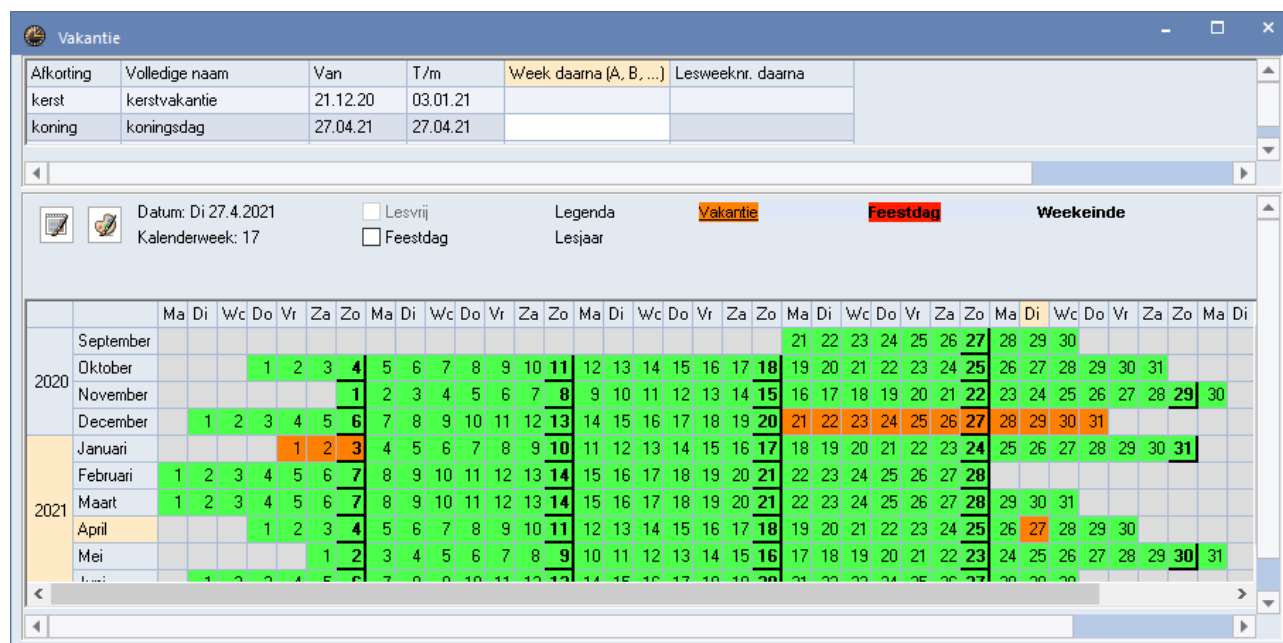 Vakantie
Afkorting Volledige naam Van T/m Week daarna (A, B, ...) Lesweeknr. daarna
kerst kerstvakantie 21.12.20 03.01.21
koning koningsdag 27.04.21 27.04.21
Datum: Di 27.4.2021 Lesvrij Legenda Vakantie Feestdag Weekeinde
Kalenderweek: 17 Feestdag Lesjaar
Ma Di Wc Do Vr Za Zo Ma Di Wc Do Vr Za Zo Ma Di Wc Do Vr Za Zo Ma Di Wc Do Vr Za Zo Ma Di Wc Do Vr Za Zo Ma Di
2020
September 21 22 23 24 25 26 27 28 29 30
Oktober 1 2 3 4 5 6 7 8 9 10 11 12 13 14 15 16 17 18 19 20 21 22 23 24 25 26 27 28 29 30 31
November 1 2 3 4 5 6 7 8 9 10 11 12 13 14 15 16 17 18 19 20 21 22 23 24 25 26 27 28 29 30
December 1 2 3 4 5 6 7 8 9 10 11 12 13 14 15 16 17 18 19 20 21 22 23 24 25 26 27 28 29 30 31
2021
Januari 1 2 3 4 5 6 7 8 9 10 11 12 13 14 15 16 17 18 19 20 21 22 23 24 25 26 27 28 29 30 31
Februari 1 2 3 4 5 6 7 8 9 10 11 12 13 14 15 16 17 18 19 20 21 22 23 24 25 26 27 28
Maart 1 2 3 4 5 6 7 8 9 10 11 12 13 14 15 16 17 18 19 20 21 22 23 24 25 26 27 28 29 30 31
April 1 2 3 4 5 6 7 8 9 10 11 12 13 14 15 16 17 18 19 20 21 22 23 24 25 26 27 28 29 30
Mei 1 2 3 4 5 6 7 8 9 10 11 12 13 14 15 16 17 18 19 20 21 22 23 24 25 26 27 28 29 30 31